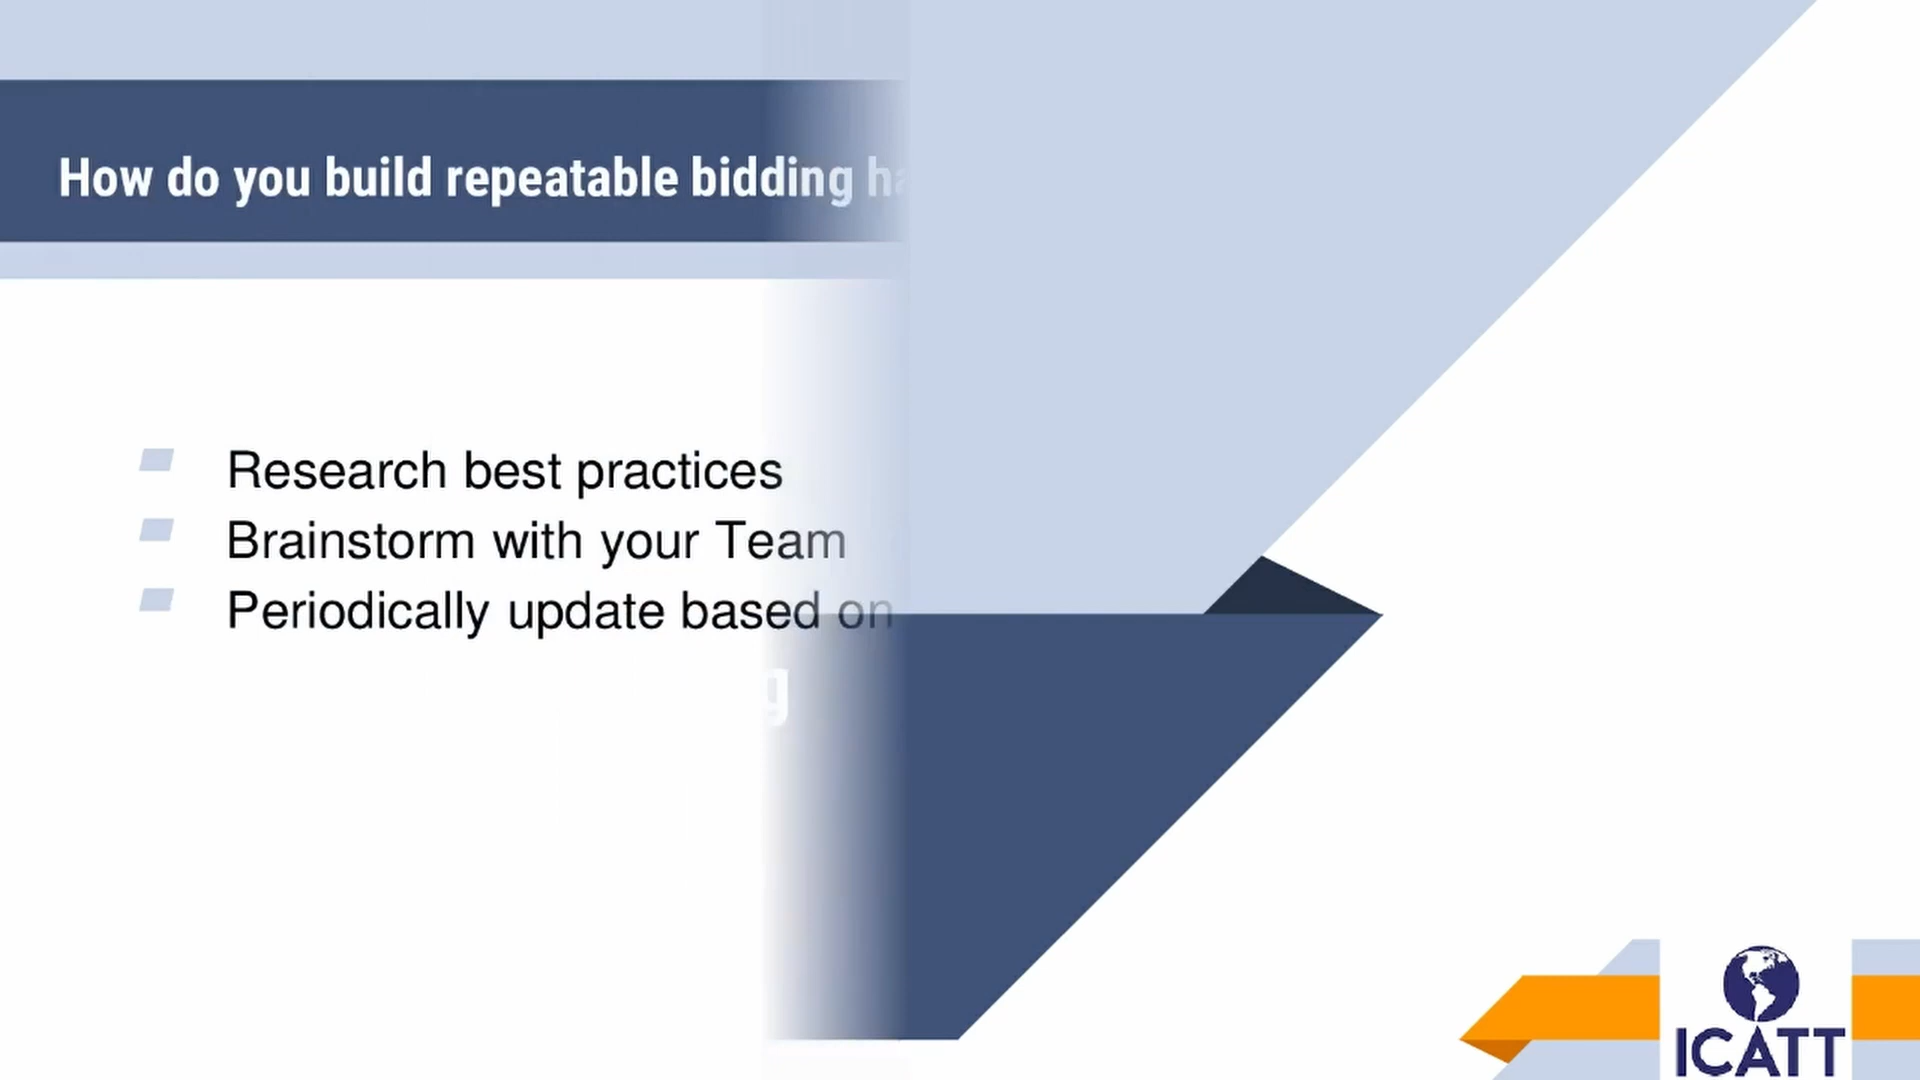 How do you build repeatable bidding
Research best practices
Brainstorm with your Team
Periodically update based on
g
ICATT